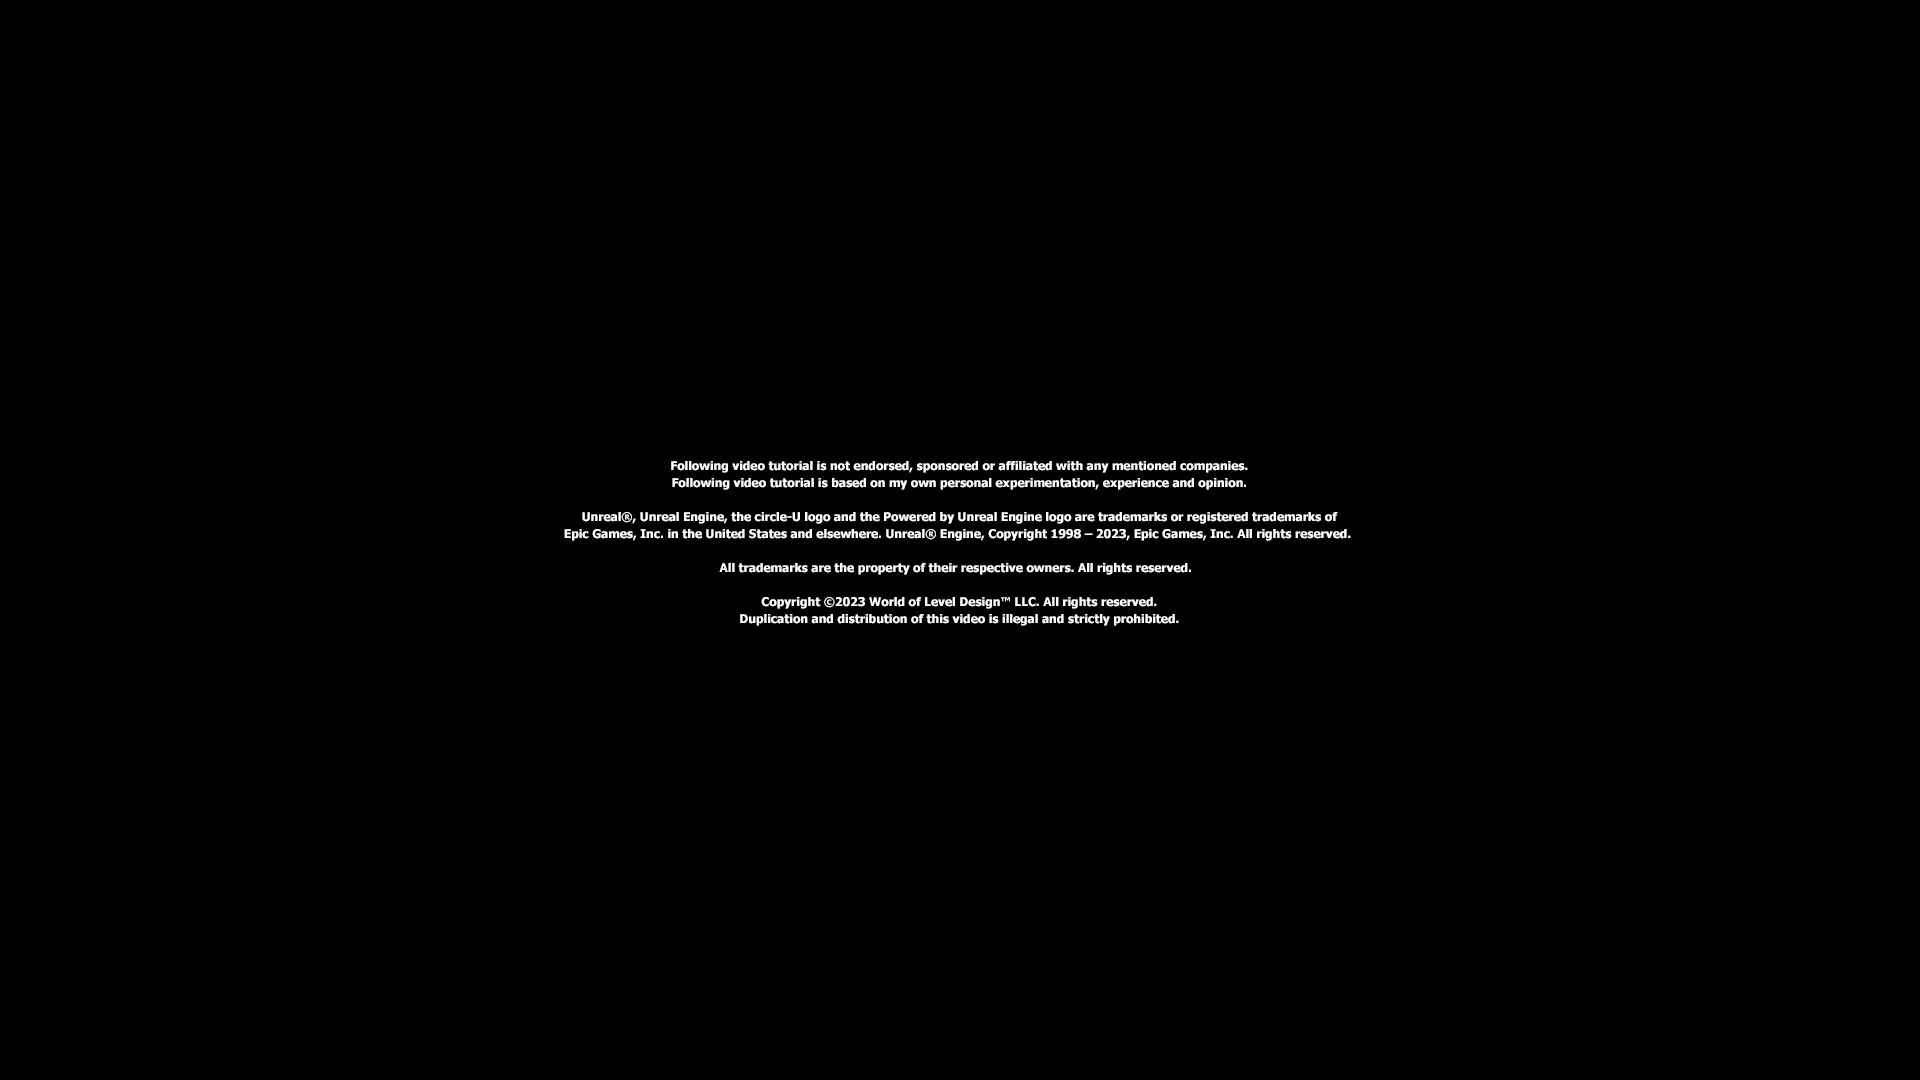 Following video tutorial is not endorsed, sponsored or affiliated with any mentioned companies.
Following video tutorial is based on my own personal experimentation, experience and opinion.
Unreal®, Unreal Engine, the circle-U logo and the Powered by Unreal Engine logo are trademarks or registered trademarks of
Epic Games, Inc. in the United States and elsewhere. Unreal® Engine, Copyright 1998 – 2023, Epic Games, Inc. All rights reserved.
All trademarks are the property of their respective owners. All rights reserved.
Copyright ©2023 World of Level Design™ LLC. All rights reserved.
Duplication and distribution of this video is illegal and strictly prohibited.